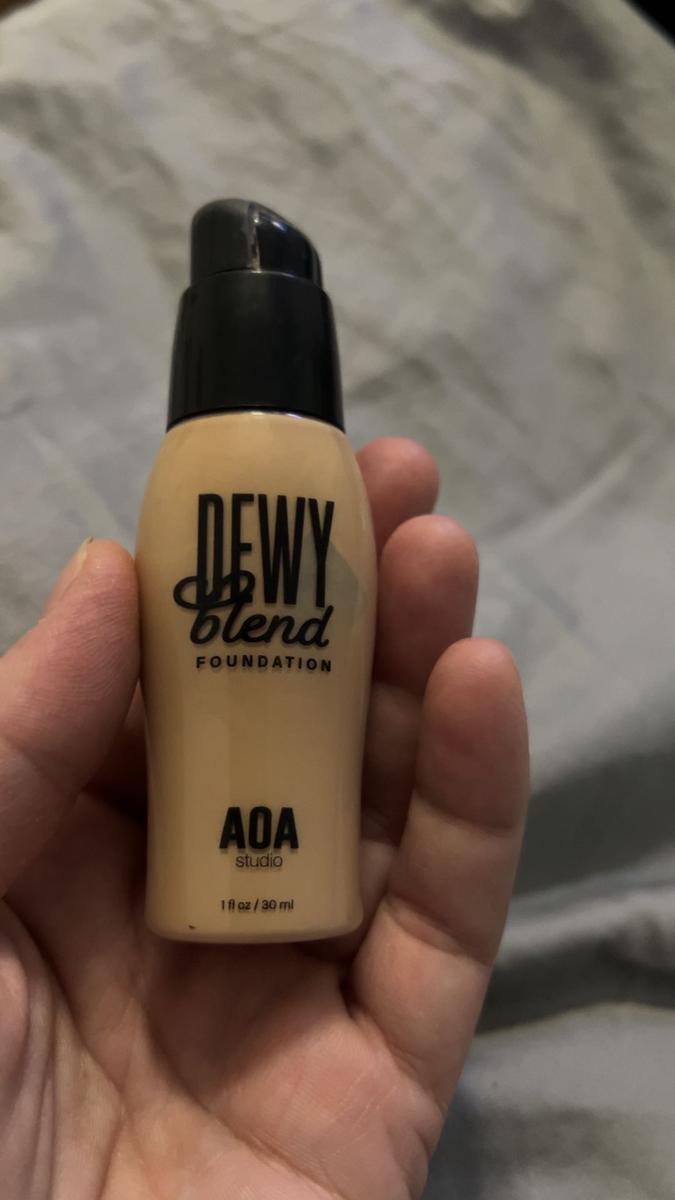 DEWY
blend
FOUNDATION
AOA
studio
1 fl oz / 30 ml